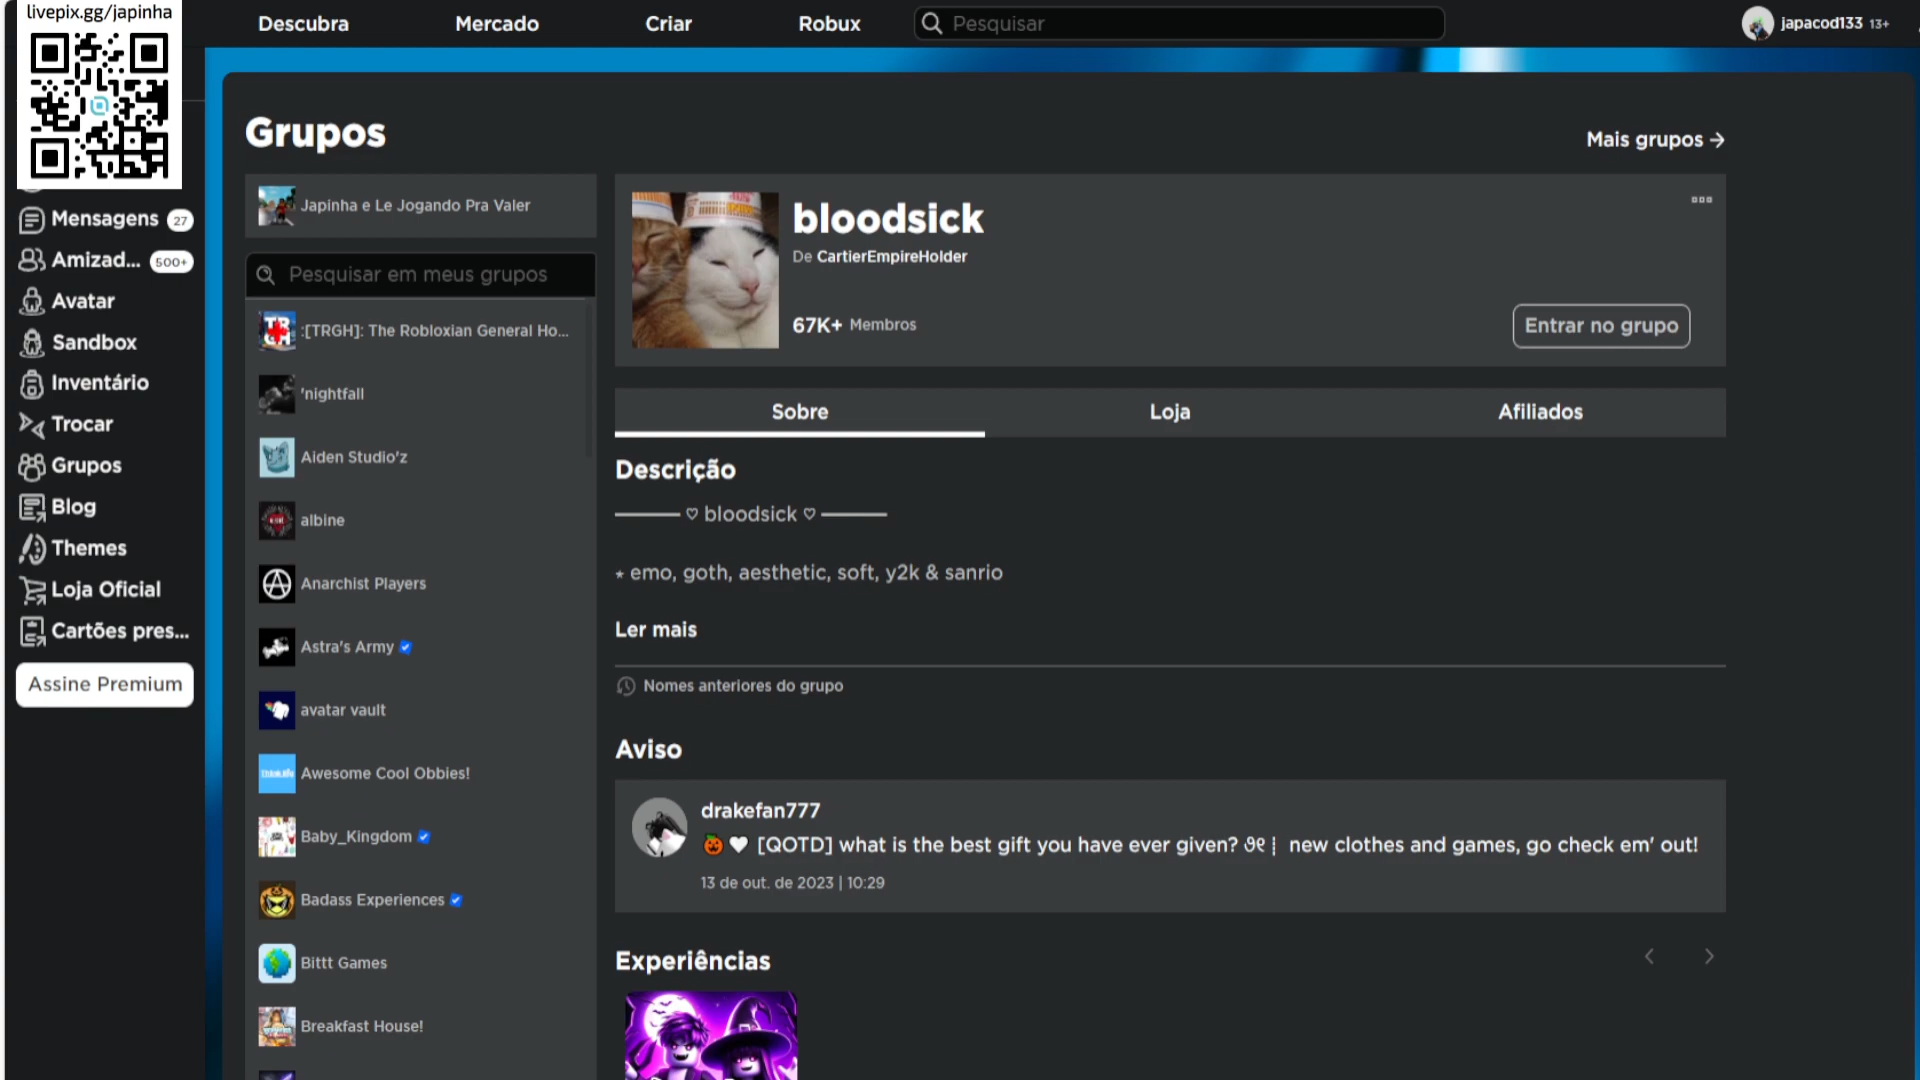 livepix.gg/japinha
Descubra
Mercado
Criar
Robux
Pesquisar
japacod133 13+
Mensagens 27
Amizad... 500+
Avatar
Sandbox
Inventário
Trocar
Grupos
Blog
Themes
Loja Oficial
Cartões pres...
Assine Premium
Grupos
Mais grupos →
Japinha e Le Jogando Pra Valer
Pesquisar em meus grupos
:[TRGH]: The Robloxian General Ho...
'nightfall
Aiden Studio'z
albine
Anarchist Players
Astra's Army
avatar vault
Awesome Cool Obbies!
Baby_Kingdom
Badass Experiences
Bittt Games
Breakfast House!
bloodsick
De CartierEmpireHolder
67K+ Membros
Entrar no grupo
Sobre
Loja
Afiliados
Descrição
———— ♡ bloodsick ♡ ————
⋆ emo, goth, aesthetic, soft, y2k & sanrio
Ler mais
Nomes anteriores do grupo
Aviso
drakefan777
🎃 🤍 [QOTD] what is the best gift you have ever given? ୨୧ ┊ new clothes and games, go check em' out!
13 de out. de 2023 | 10:29
Experiências